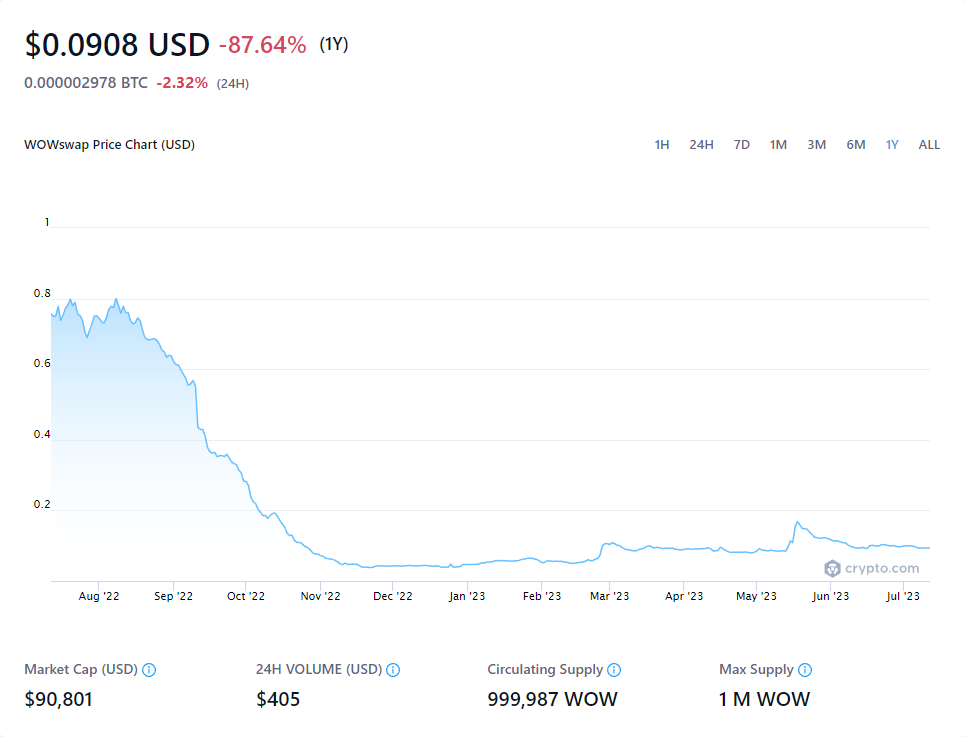 $0.0908 USD -87.64% (1Y)
0.000002978 BTC -2.32% (24H)
WOWswap Price Chart (USD) 1H 24H 7D 1M 3M 6M 1Y ALL
1
0.8
0.6
0.4
0.2
crypto.com
Aug '22 Sep '22 Oct '22 Nov '22 Dec '22 Jan '23 Feb '23 Mar '23 Apr '23 May '23 Jun '23 Jul '23
Market Cap (USD) 24H VOLUME (USD) Circulating Supply Max Supply
$90,801 $405 999,987 WOW 1 M WOW